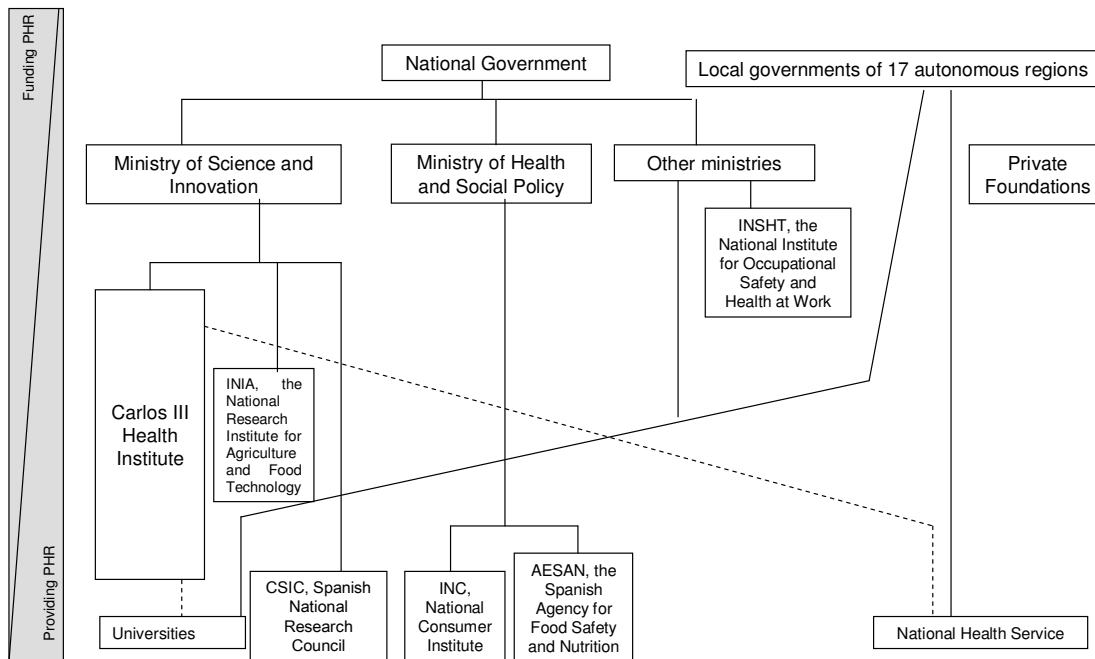 Funding PHR
Providing PHR
National Government
Local governments of 17 autonomous regions
Ministry of Science and
Innovation
Ministry of Health
and Social Policy
Other ministries
Private
Foundations
INSHT, the
National Institute
for Occupational
Safety and
Health at Work
Carlos III
Health
Institute
INIA, the
National
Research
Institute for
Agriculture
and Food
Technology
CSIC, Spanish
National
Research
Council
INC,
National
Consumer
Institute
AESAN, the
Spanish
Agency for
Food Safety
and Nutrition
Universities
National Health Service